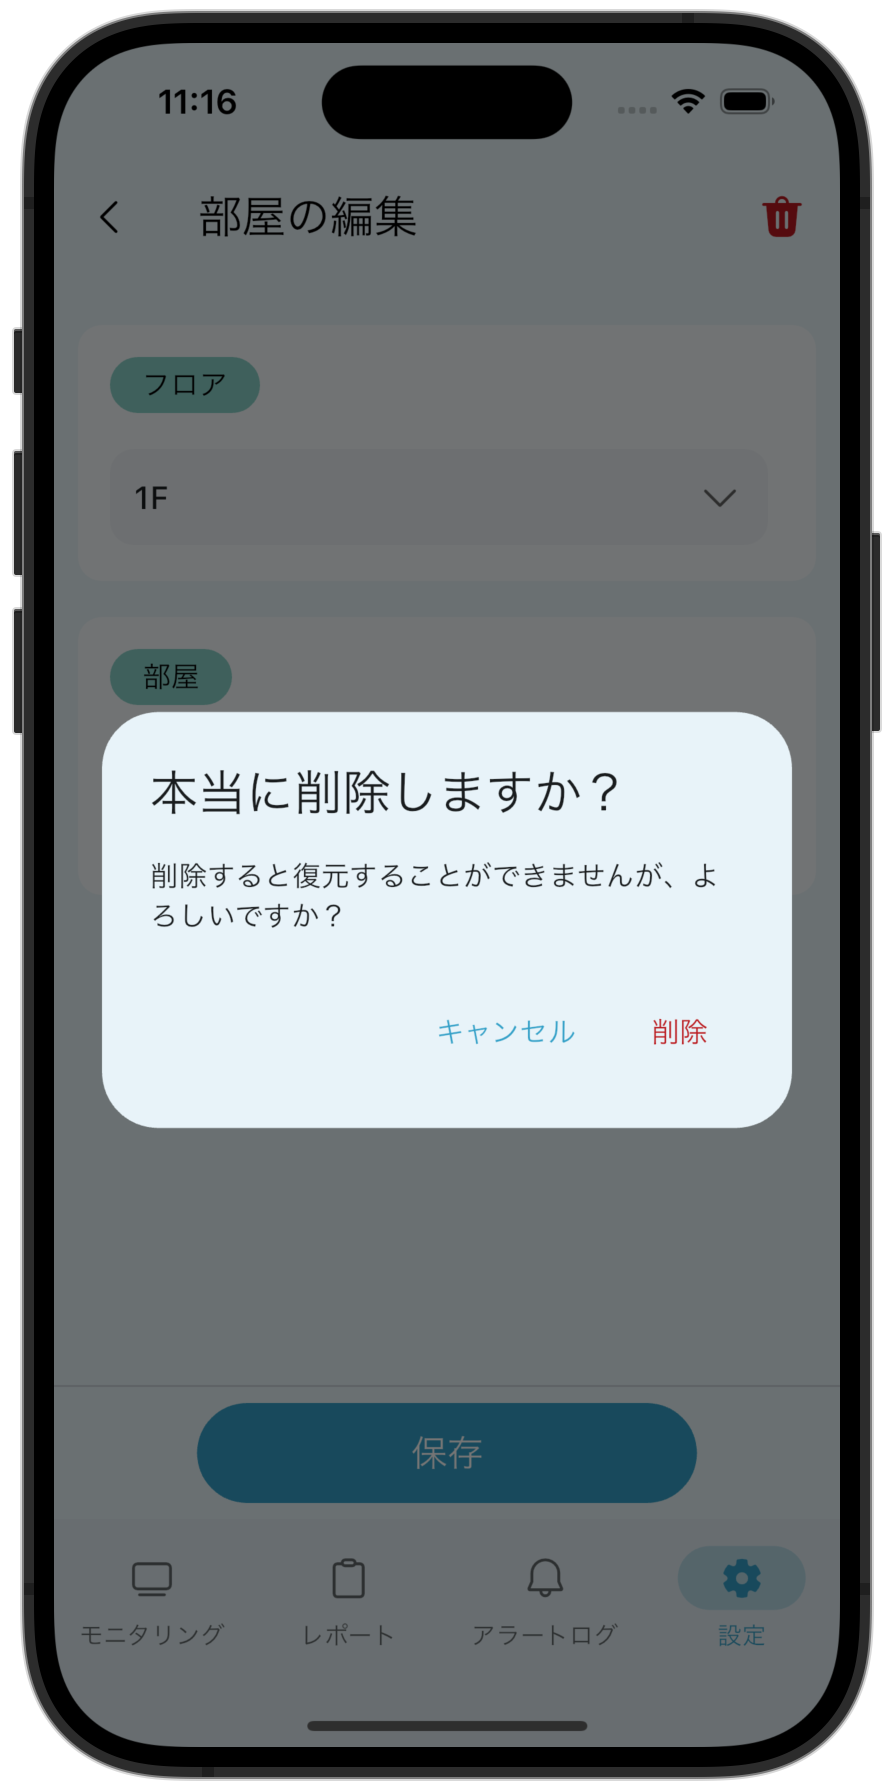 11:16
部屋の編集
フロア
1F
部屋
本当に削除しますか？
削除すると復元することができませんが、よ
ろしいですか？
キャンセル 削除
保存
モニタリング レポート アラートログ 設定